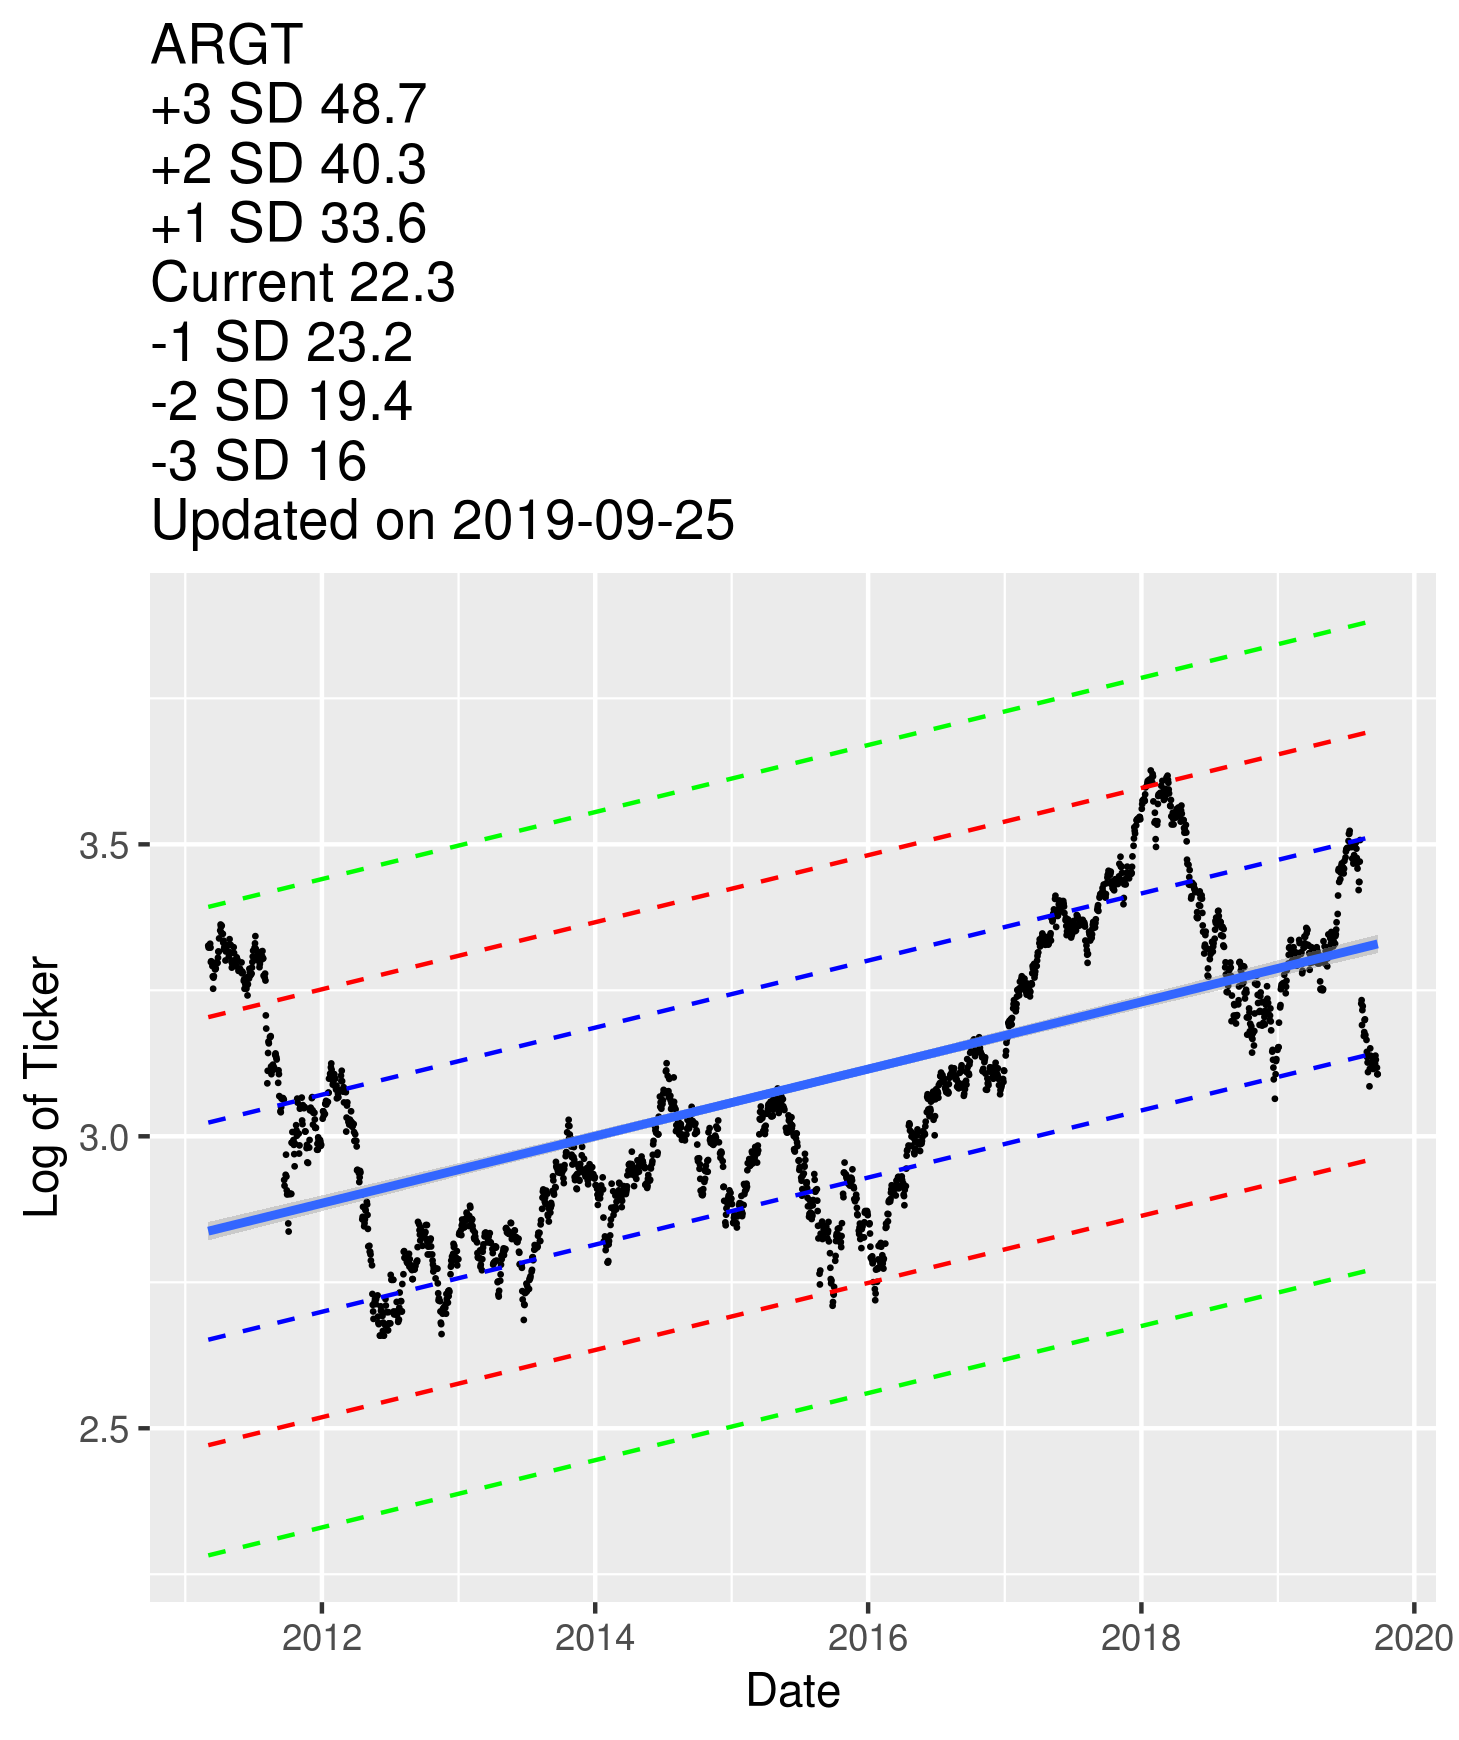 ARGT
+3 SD 48.7
+2 SD 40.3
+1 SD 33.6
Current 22.3
-1 SD 23.2
-2 SD 19.4
-3 SD 16
Updated on 2019-09-25
Log of Ticker
3.5
3.0
2.5
2012 2014 2016 2018 2020
Date